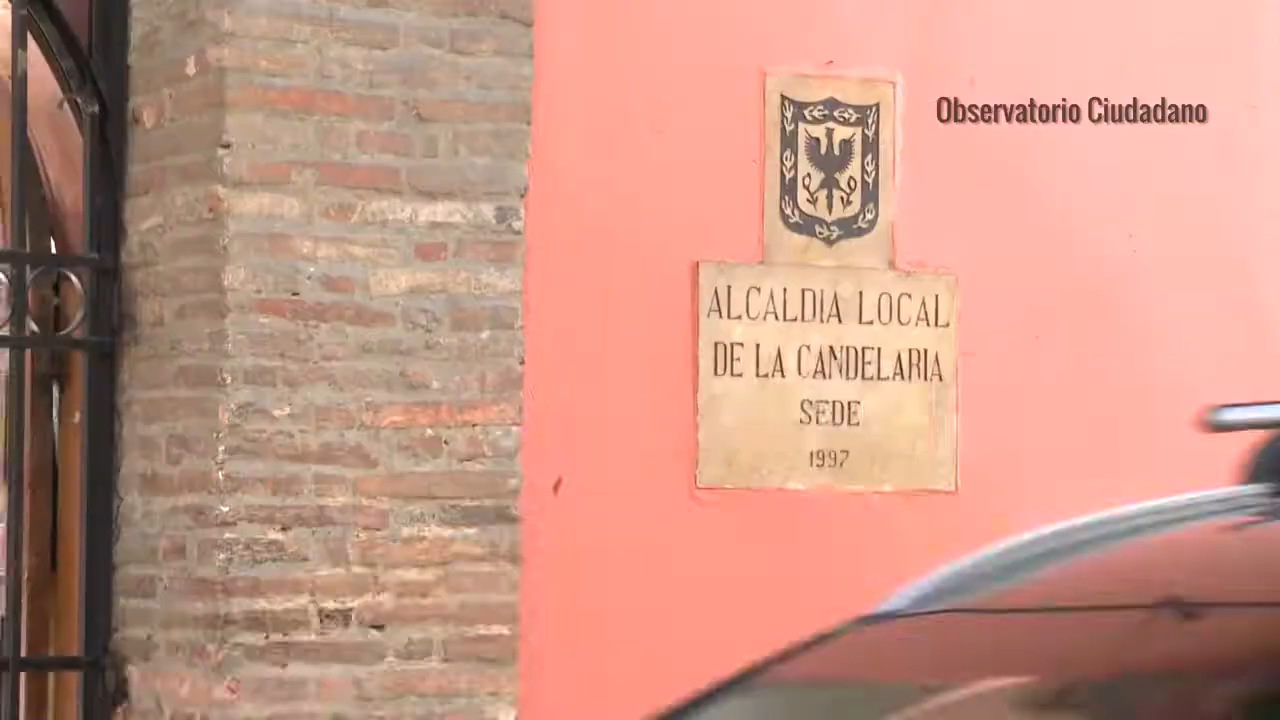 Observatorio Ciudadano
ALCALDIA LOCAL
DE LA CANDELARIA
SEDE
1997